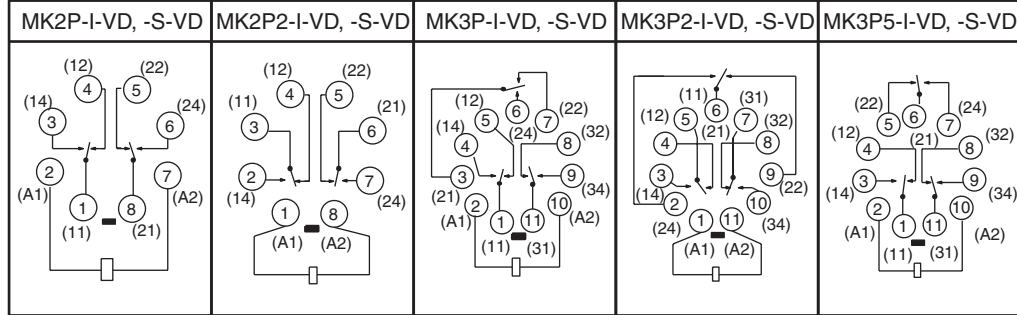 MK2P-I-VD, -S-VD
(12) (22)
4 5
(14) (24)
3 6
2 7
(A1) (A2)
1 8
(11) (21)
MK2P2-I-VD, -S-VD
(12) (22)
4 5
(11) (21)
3 6
2 7
(14) (24)
1 8
(A1) (A2)
MK3P-I-VD, -S-VD
6 7
(12) (22)
5 (24)
(14) (32)
4 8
3 9
(21) (34)
2 10
(A1) (A2)
1 11
(11) (31)
MK3P2-I-VD, -S-VD
(11) 6 (31)
(12) 5 7
(21) (32)
4 8
3 9
(14) (22)
2 10
(24) 1 11 (34)
(A1) (A2)
MK3P5-I-VD, -S-VD
(22) (24)
5 6 7
(12) (21) (32)
4 8
3 9
(14) (34)
2 10
(A1) 1 11 (A2)
(11) (31)